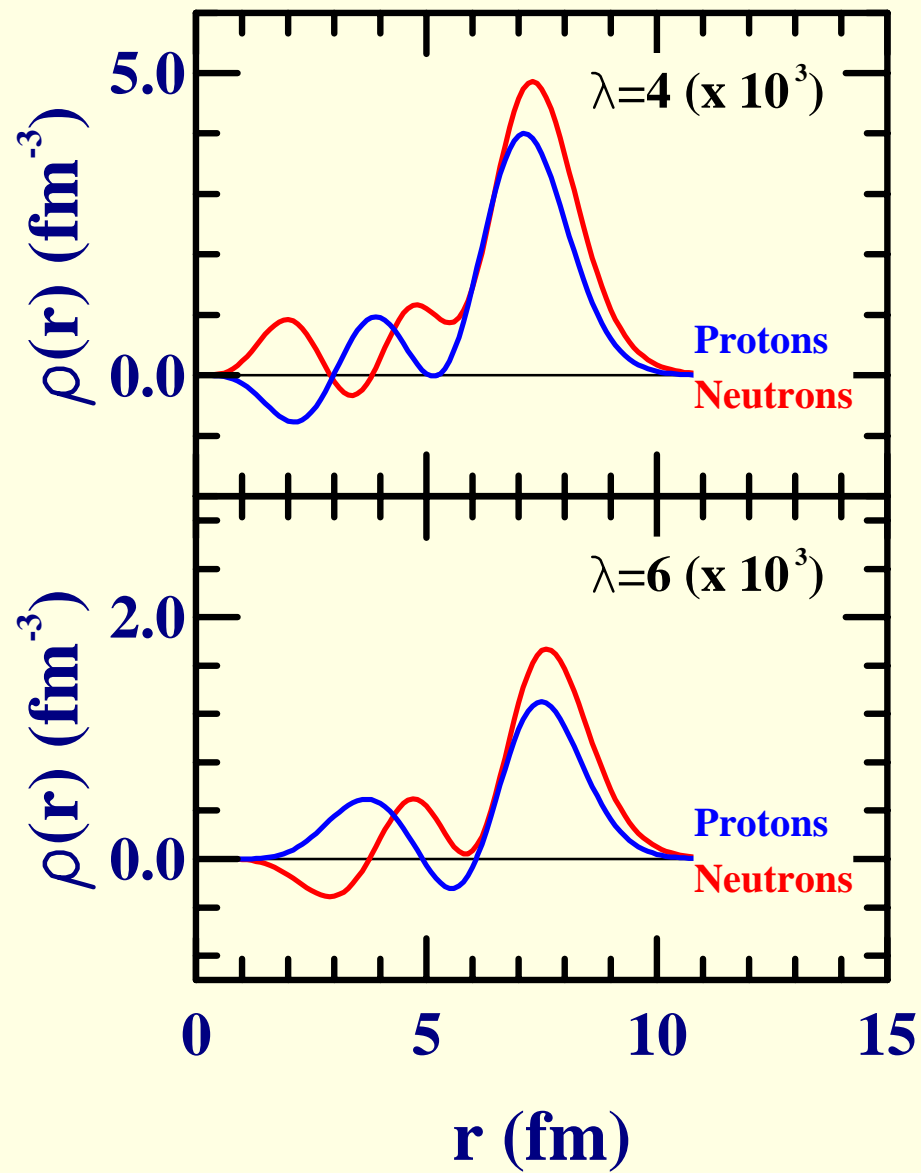 5.0
λ=4 (x 10³)
ρ(r) (fm⁻³)
Protons
0.0
Neutrons
λ=6 (x 10³)
2.0
ρ(r) (fm⁻³)
Protons
0.0
Neutrons
0 5 10 15
r (fm)